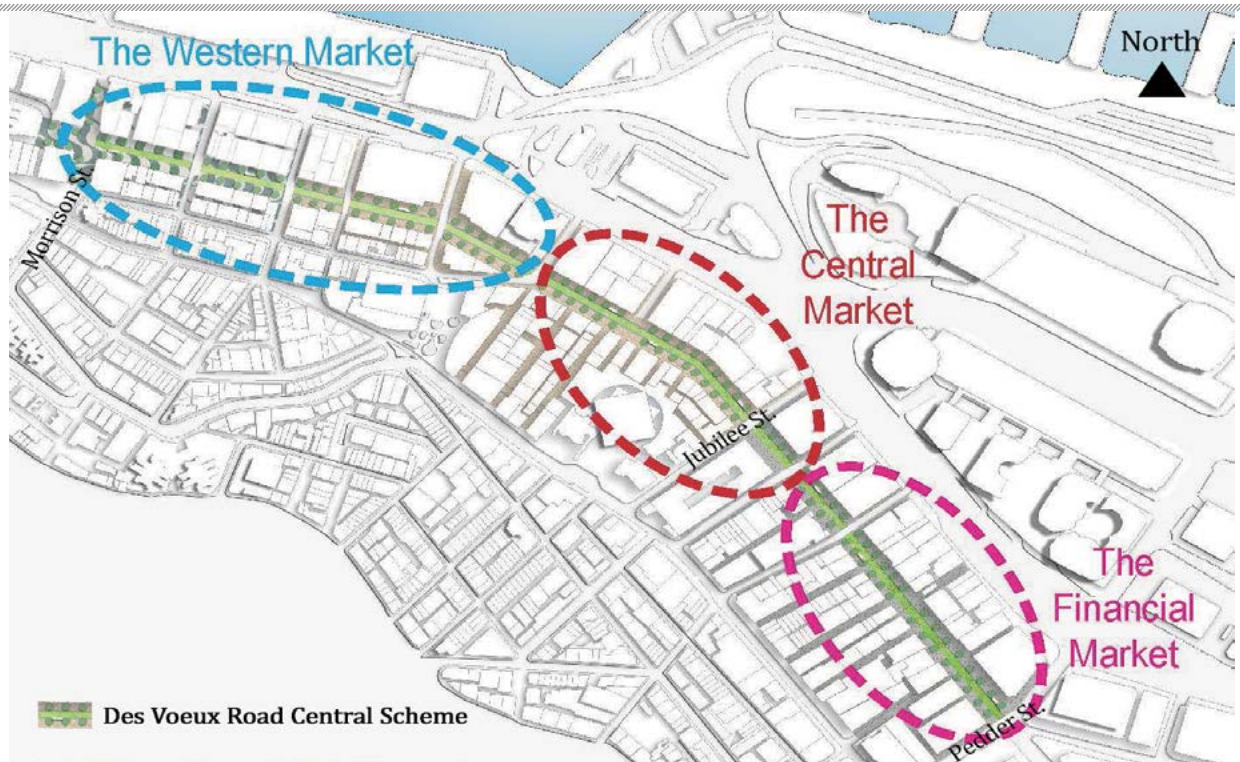 The Western Market
North
Morrison St.
The
Central
Market
Jubilee St.
The
Financial
Market
Pedder St.
Des Voeux Road Central Scheme